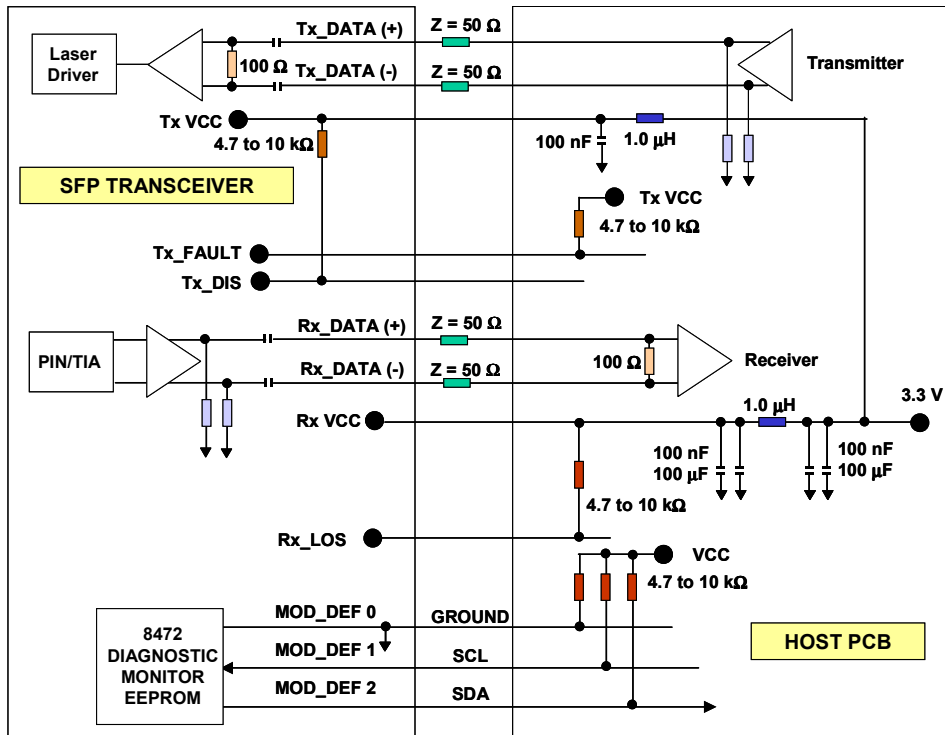 Laser
Driver
100 Ω
Tx_DATA (+)
Z = 50 Ω
Tx_DATA (-)
Z = 50 Ω
Transmitter
Tx VCC
4.7 to 10 kΩ
100 nF
1.0 μH
SFP TRANSCEIVER
Tx VCC
4.7 to 10 kΩ
Tx_FAULT
Tx_DIS
PIN/TIA
Rx_DATA (+)
Z = 50 Ω
Rx_DATA (-)
Z = 50 Ω
100 Ω
Receiver
3.3 V
Rx VCC
1.0 μH
100 nF
100 μF
100 nF
100 μF
4.7 to 10 kΩ
Rx_LOS
VCC
4.7 to 10 kΩ
8472
DIAGNOSTIC
MONITOR
EEPROM
MOD_DEF 0
GROUND
MOD_DEF 1
SCL
MOD_DEF 2
SDA
HOST PCB